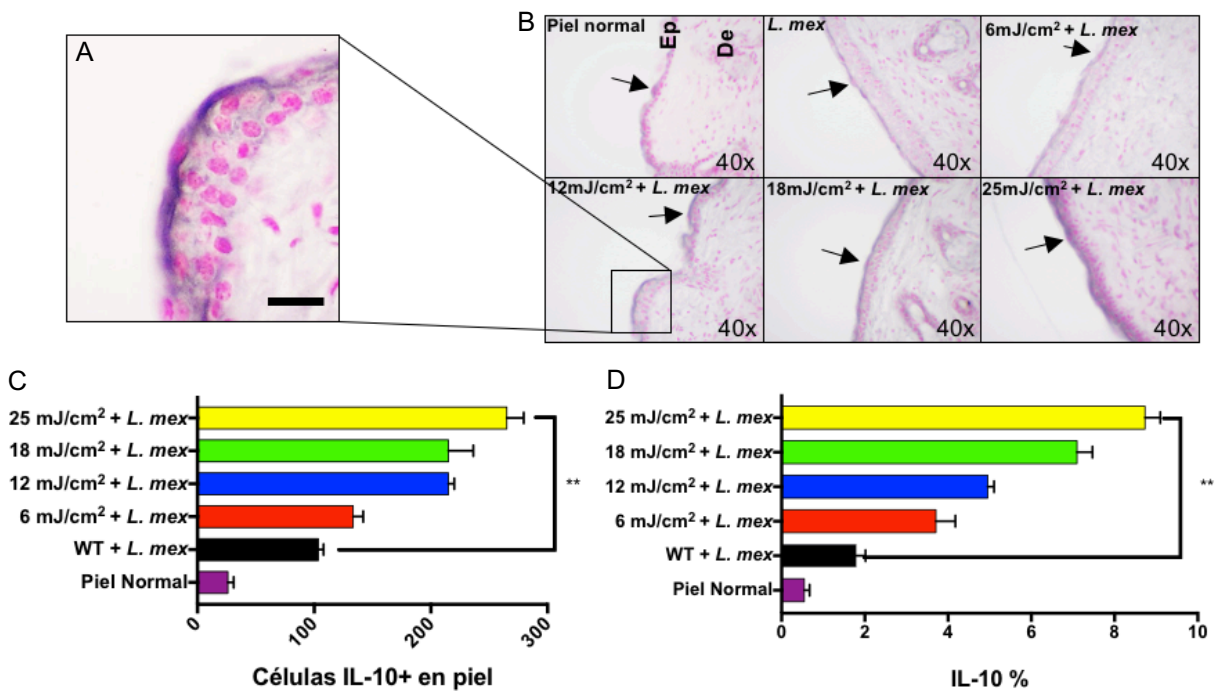 A
B
Piel normal
Ep
De
40x
L. mex
40x
6mJ/cm² + L. mex
40x
12mJ/cm² + L. mex
40x
18mJ/cm² + L. mex
40x
25mJ/cm² + L. mex
40x
C
25 mJ/cm² + L. mex
18 mJ/cm² + L. mex
12 mJ/cm² + L. mex
6 mJ/cm² + L. mex
WT + L. mex
Piel Normal
**
0 100 200 300
Células IL-10+ en piel
D
25 mJ/cm² + L. mex
18 mJ/cm² + L. mex
12 mJ/cm² + L. mex
6 mJ/cm² + L. mex
WT + L. mex
Piel Normal
**
0 2 4 6 8 10
IL-10 %